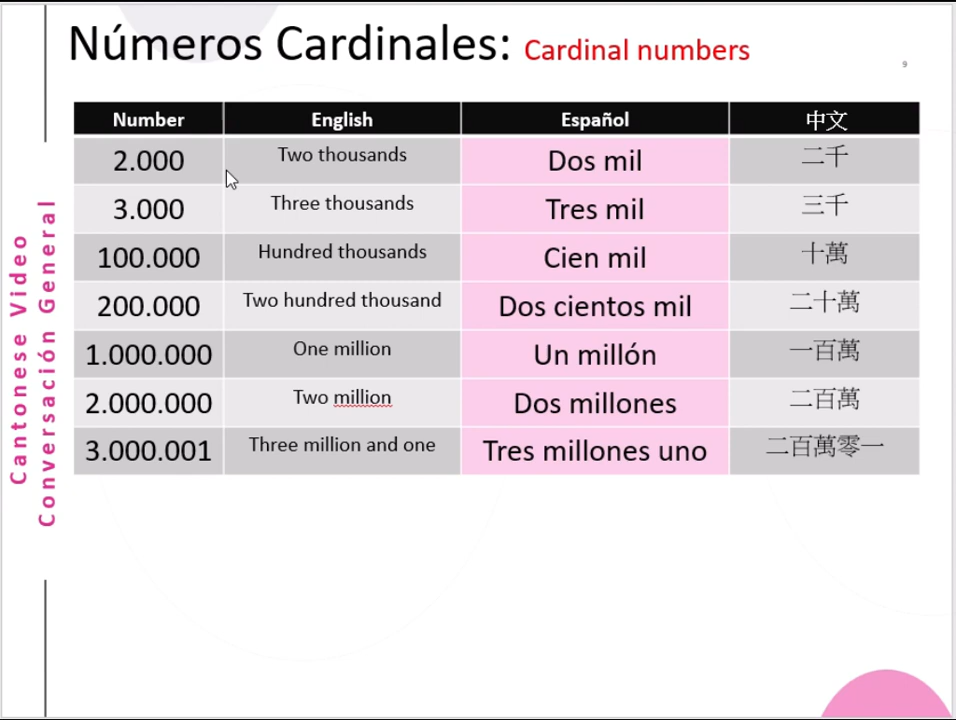 Números Cardinales: Cardinal numbers
9
Number English Español 中文
2.000 Two thousands Dos mil 二千
3.000 Three thousands Tres mil 三千
100.000 Hundred thousands Cien mil 十萬
200.000 Two hundred thousand Dos cientos mil 二十萬
1.000.000 One million Un millón 一百萬
2.000.000 Two million Dos millones 二百萬
3.000.001 Three million and one Tres millones uno 二百萬零一
Cantonese Video
Conversación General